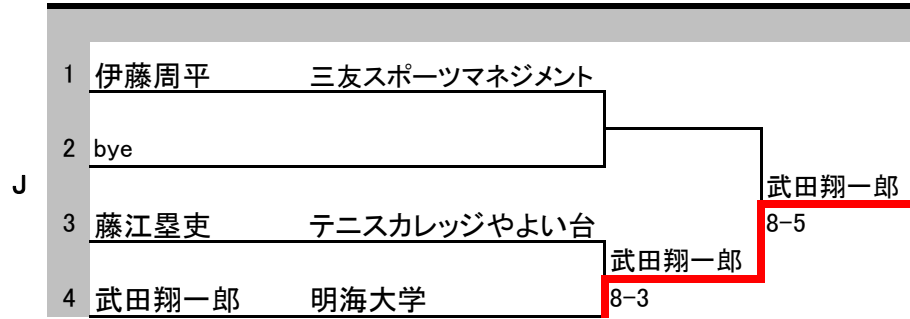 1 伊藤周平 三友スポーツマネジメント
2 bye
J
武田翔一郎
3 藤江塁吏 テニスカレッジやよい台
8-5
武田翔一郎
4 武田翔一郎 明海大学
8-3